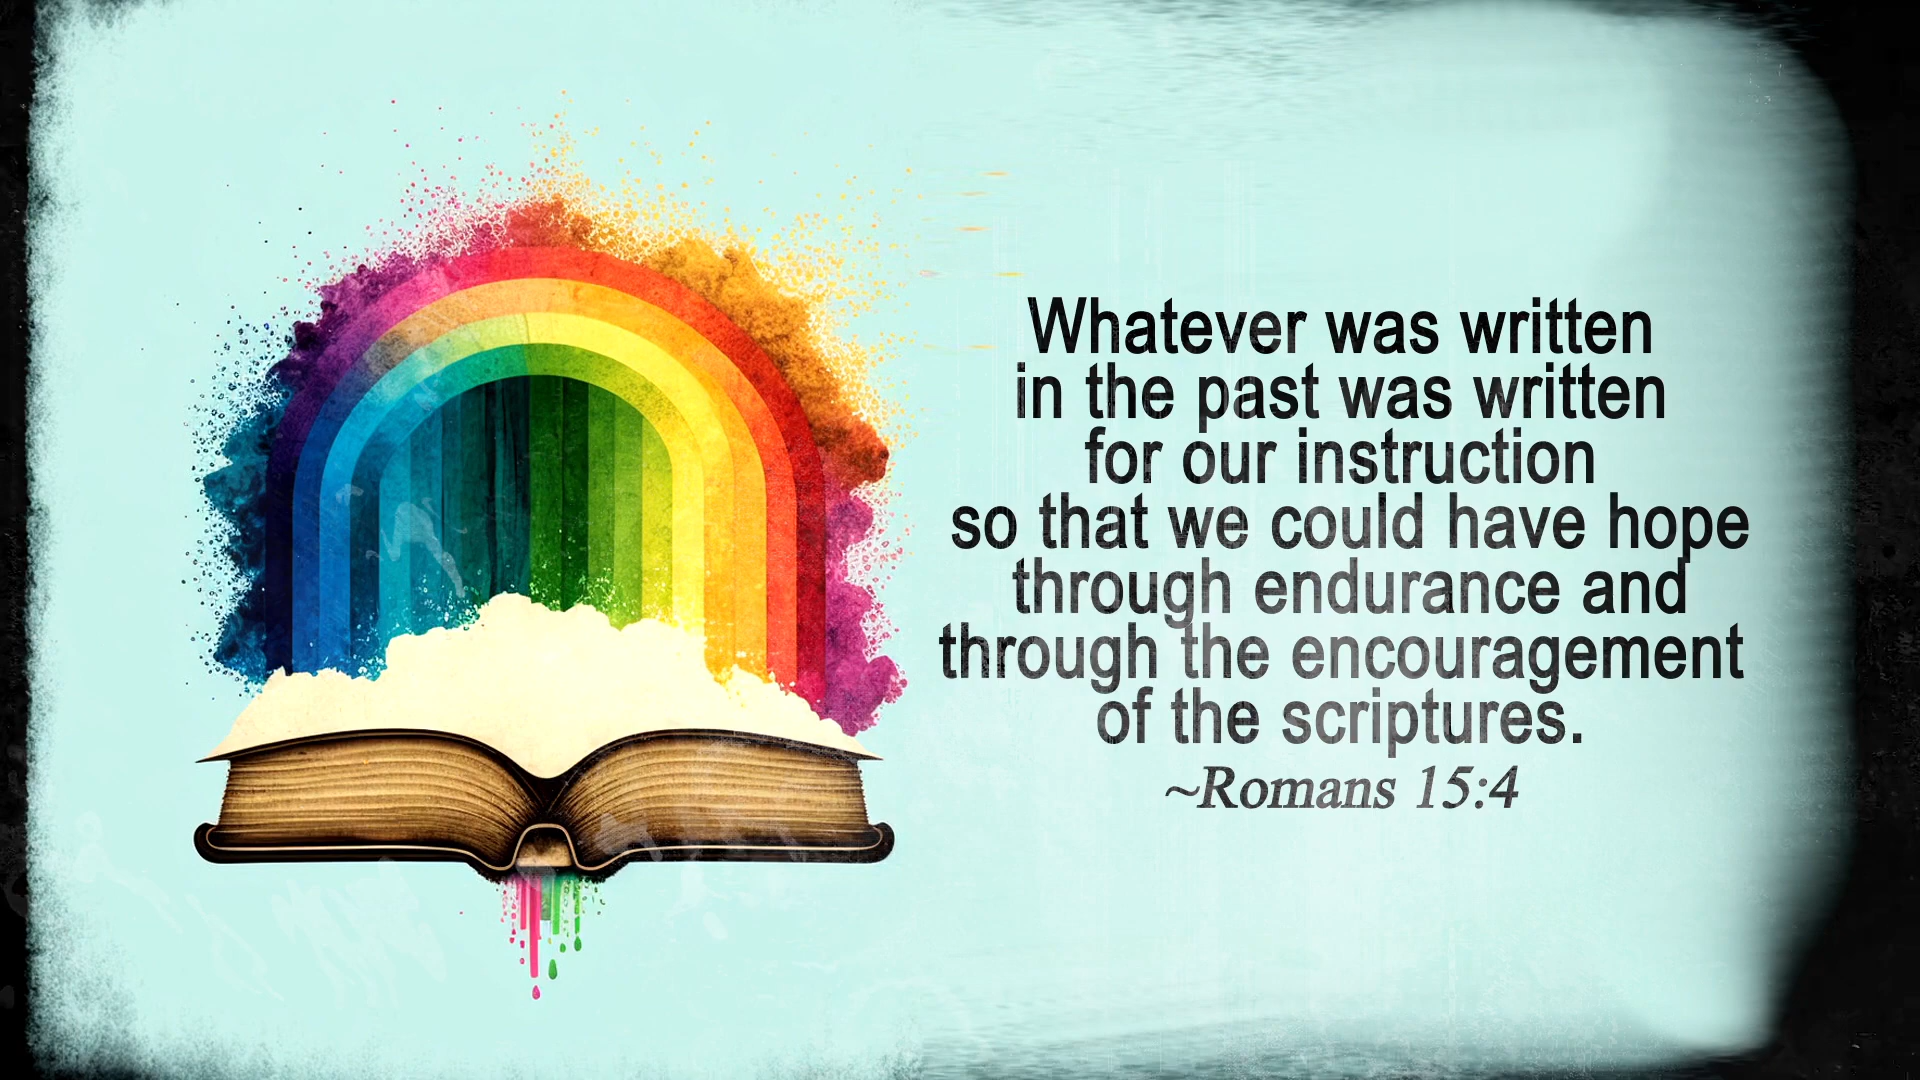 Whatever was written
in the past was written
for our instruction
so that we could have hope
through endurance and
through the encouragement
of the scriptures.
~Romans 15:4